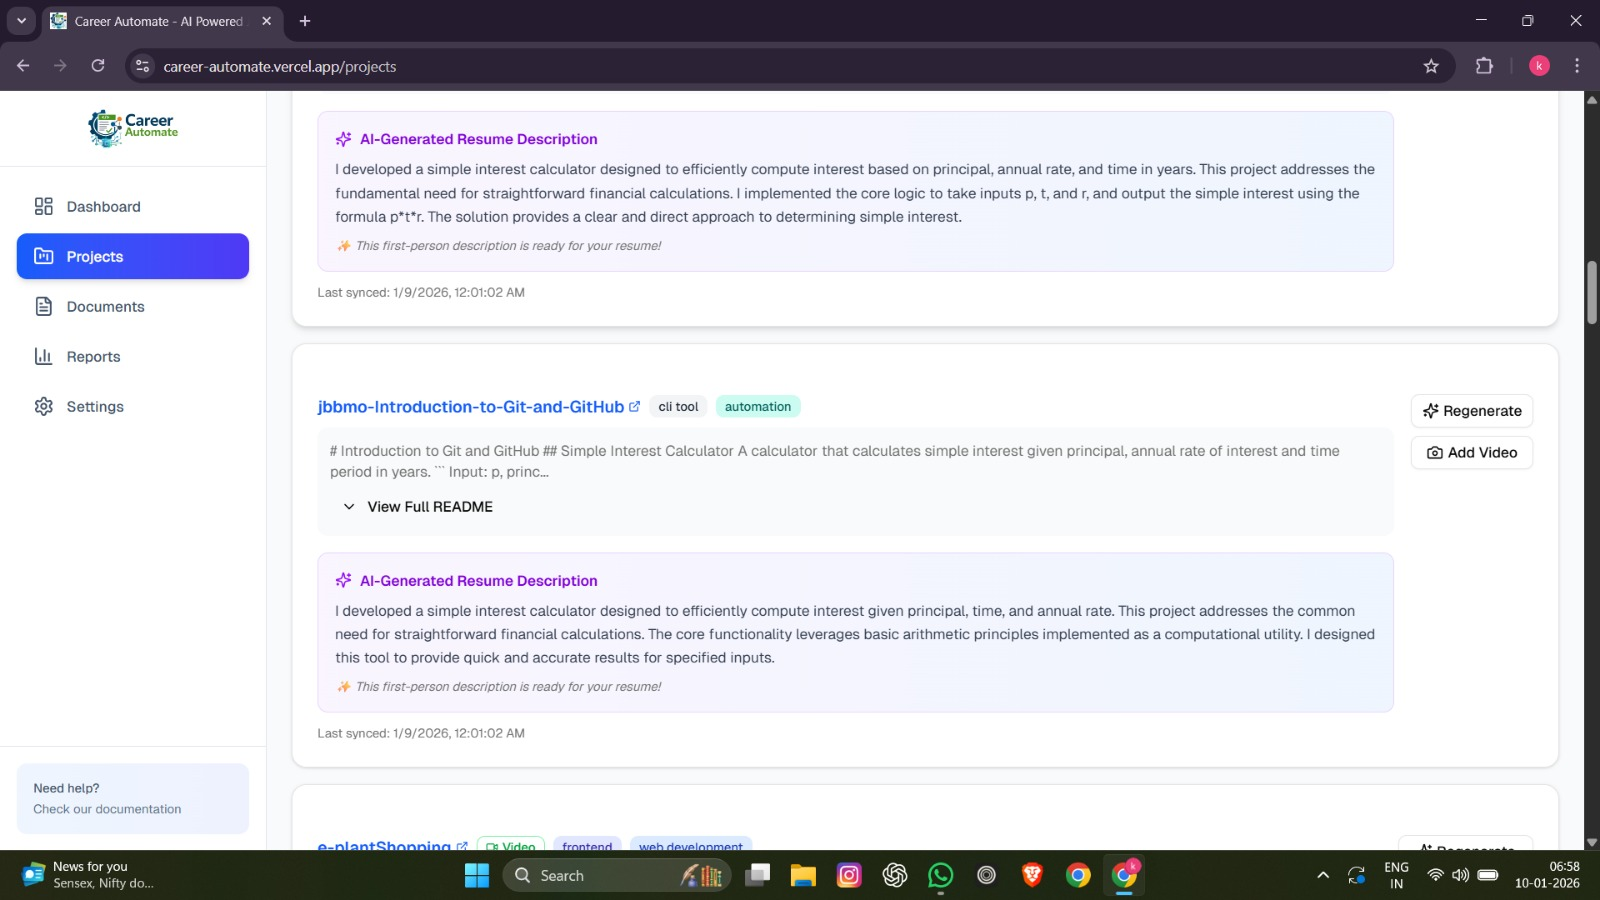 Career Automate - AI Powered
career-automate.vercel.app/projects
k
Career
Automate
Dashboard
Projects
Documents
Reports
Settings
Need help?
Check our documentation
AI-Generated Resume Description
I developed a simple interest calculator designed to efficiently compute interest based on principal, annual rate, and time in years. This project addresses the
fundamental need for straightforward financial calculations. I implemented the core logic to take inputs p, t, and r, and output the simple interest using the
formula p*t*r. The solution provides a clear and direct approach to determining simple interest.
✨ This first-person description is ready for your resume!
Last synced: 1/9/2026, 12:01:02 AM
jbbmo-Introduction-to-Git-and-GitHub cli tool automation
Regenerate
Add Video
# Introduction to Git and GitHub ## Simple Interest Calculator A calculator that calculates simple interest given principal, annual rate of interest and time
period in years. ``` Input: p, princ...
View Full README
AI-Generated Resume Description
I developed a simple interest calculator designed to efficiently compute interest given principal, time, and annual rate. This project addresses the common
need for straightforward financial calculations. The core functionality leverages basic arithmetic principles implemented as a computational utility. I designed
this tool to provide quick and accurate results for specified inputs.
✨ This first-person description is ready for your resume!
Last synced: 1/9/2026, 12:01:02 AM
e-plantShopping Video frontend web development
Regenerate
News for you
Sensex, Nifty do...
Search
k
ENG
IN
06:58
10-01-2026